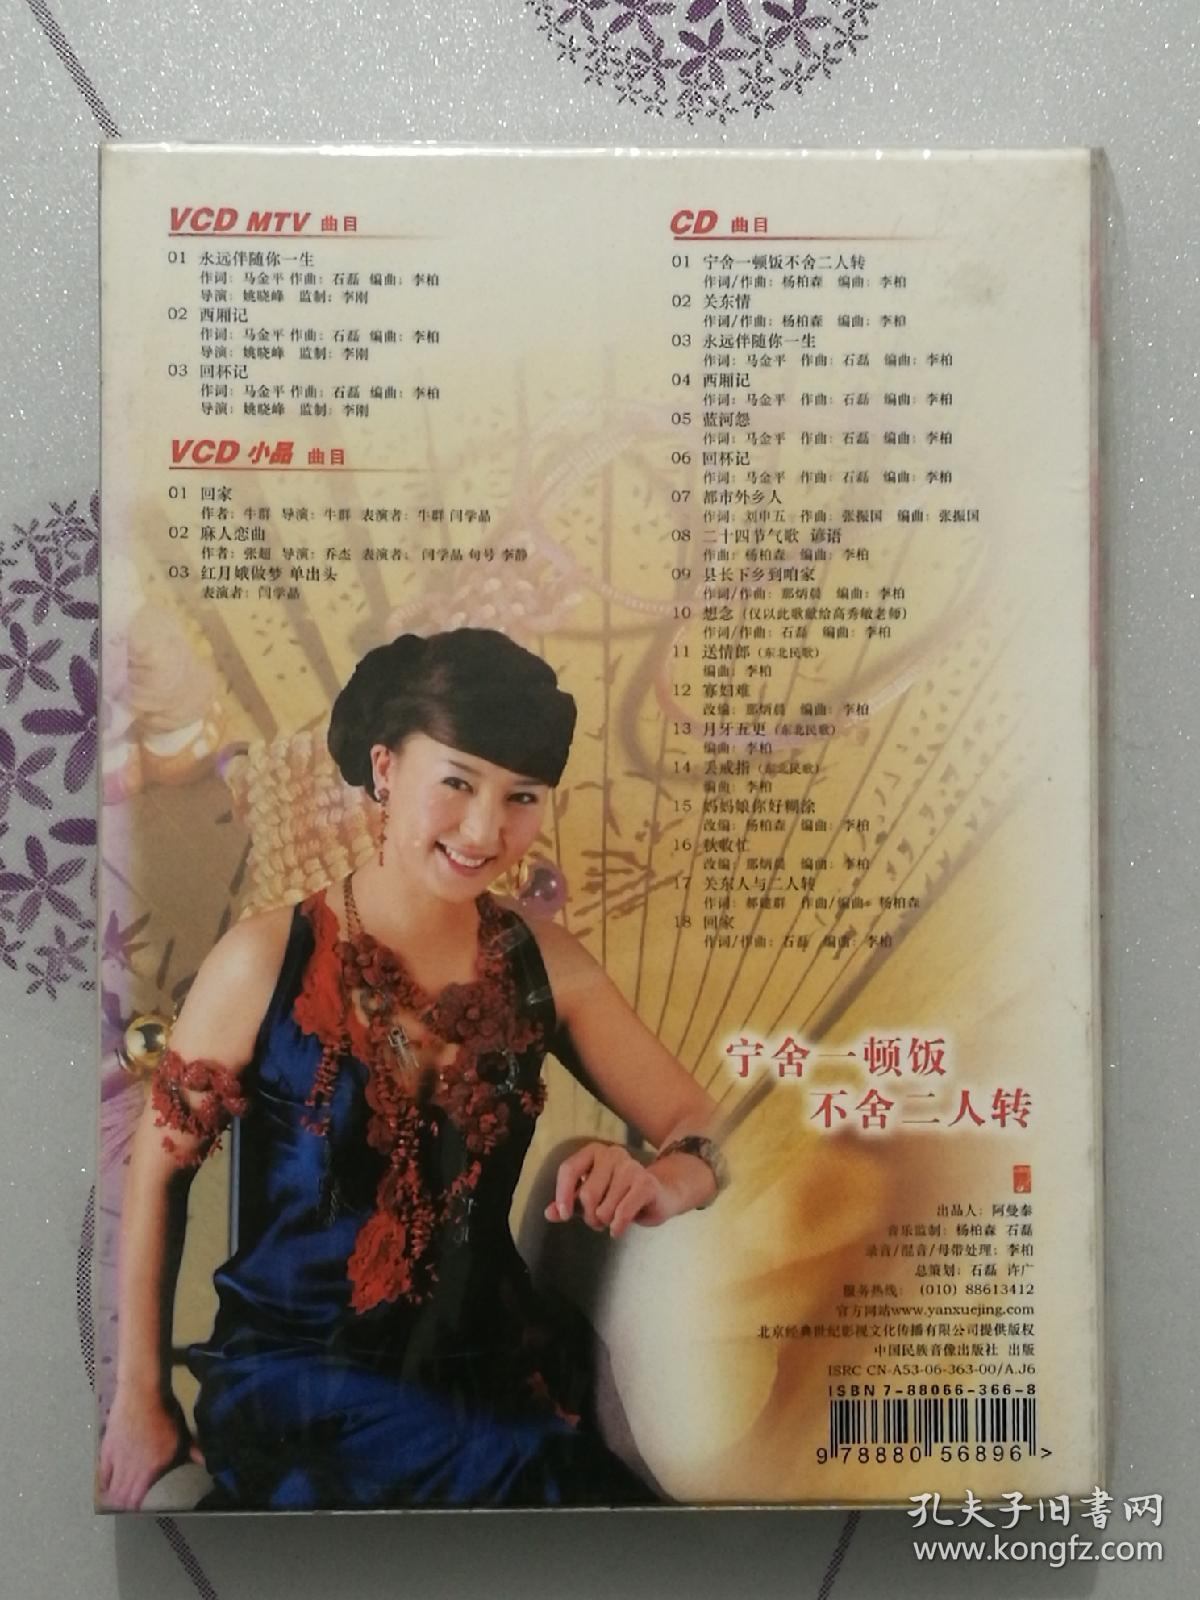 VCD MTV 曲目
01 永远伴随你一生
作词：马金平 作曲：石磊 编曲：李柏
导演：姚晓峰 监制：李刚
02 西厢记
作词：马金平 作曲：石磊 编曲：李柏
导演：姚晓峰 监制：李刚
03 回杯记
作词：马金平 作曲：石磊 编曲：李柏
导演：姚晓峰 监制：李刚
VCD 小品 曲目
01 回家
作者：牛群 导演：牛群 表演者：牛群 闫学晶
02 麻人恋曲
作者：张超 导演：乔杰 表演者：闫学晶 句号 李静
03 红月娥做梦 单出头
表演者：闫学晶
CD 曲目
01 宁舍一顿饭不舍二人转
作词/作曲：杨柏森 编曲：李柏
02 关东情
作词/作曲：杨柏森 编曲：李柏
03 永远伴随你一生
作词：马金平 作曲：石磊 编曲：李柏
04 西厢记
作词：马金平 作曲：石磊 编曲：李柏
05 蓝河怨
作词：马金平 作曲：石磊 编曲：李柏
06 回杯记
作词：马金平 作曲：石磊 编曲：李柏
07 都市外乡人
作词：刘中五 作曲：张振国 编曲：张振国
08 二十四节气歌 谚语
作曲：杨柏森 编曲：李柏
09 县长下乡到咱家
作词/作曲：那炳晨 编曲：李柏
10 想念（仅以此歌献给高秀敏老师）
作词/作曲：石磊 编曲：李柏
11 送情郎（东北民歌）
编曲：李柏
12 寡妇难
改编：那炳晨 编曲：李柏
13 月牙五更（东北民歌）
编曲：李柏
14 丢戒指（东北民歌）
编曲：李柏
15 妈妈娘你好糊涂
改编：杨柏森 编曲：李柏
16 秋收忙
改编：那炳晨 编曲：李柏
17 关东人与二人转
作词：郝建群 作曲/编曲：杨柏森
18 回家
作词/作曲：石磊 编曲：李柏
宁舍一顿饭
不舍二人转
出品人：阿曼泰
音乐监制：杨柏森 石磊
录音/混音/母带处理：李柏
总策划：石磊 许广
服务热线：(010) 88613412
官方网站www.yanxuejing.com
北京经典世纪影视文化传播有限公司提供版权
中国民族音像出版社 出版
ISRC CN-A53-06-363-00/A.J6
ISBN 7-88066-366-8
9 788880 56896 >
孔夫子旧书网
www.kongfz.com